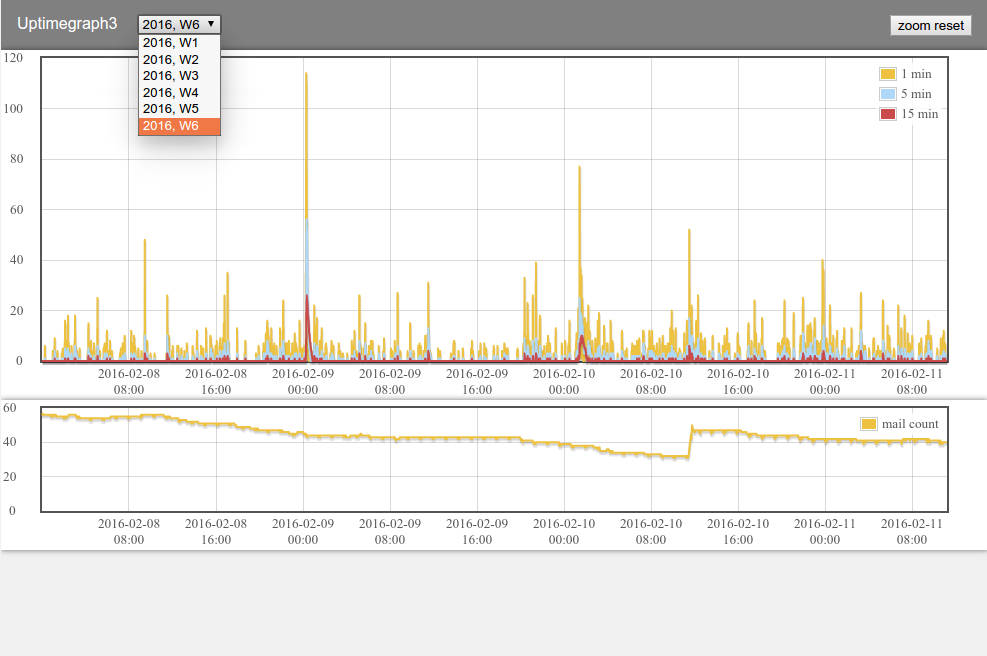 Uptimegraph3 2016, W6 ▼ zoom reset
2016, W1
2016, W2
2016, W3
2016, W4
2016, W5
2016, W6
120
100
80
60
40
20
0
1 min
5 min
15 min
2016-02-08 2016-02-08 2016-02-09 2016-02-09 2016-02-09 2016-02-10 2016-02-10 2016-02-10 2016-02-11 2016-02-11
08:00 16:00 00:00 08:00 16:00 00:00 08:00 16:00 00:00 08:00
60
40
20
0
mail count
2016-02-08 2016-02-08 2016-02-09 2016-02-09 2016-02-09 2016-02-10 2016-02-10 2016-02-10 2016-02-11 2016-02-11
08:00 16:00 00:00 08:00 16:00 00:00 08:00 16:00 00:00 08:00